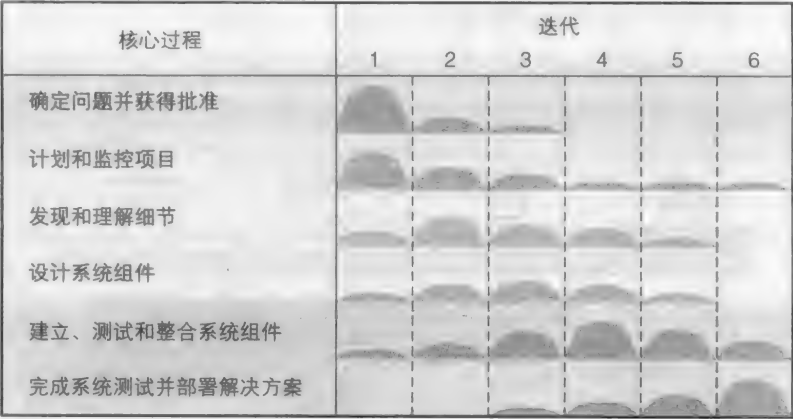 核心过程
迭代
1 2 3 4 5 6
确定问题并获得批准
计划和监控项目
发现和理解细节
设计系统组件
建立、测试和整合系统组件
完成系统测试并部署解决方案